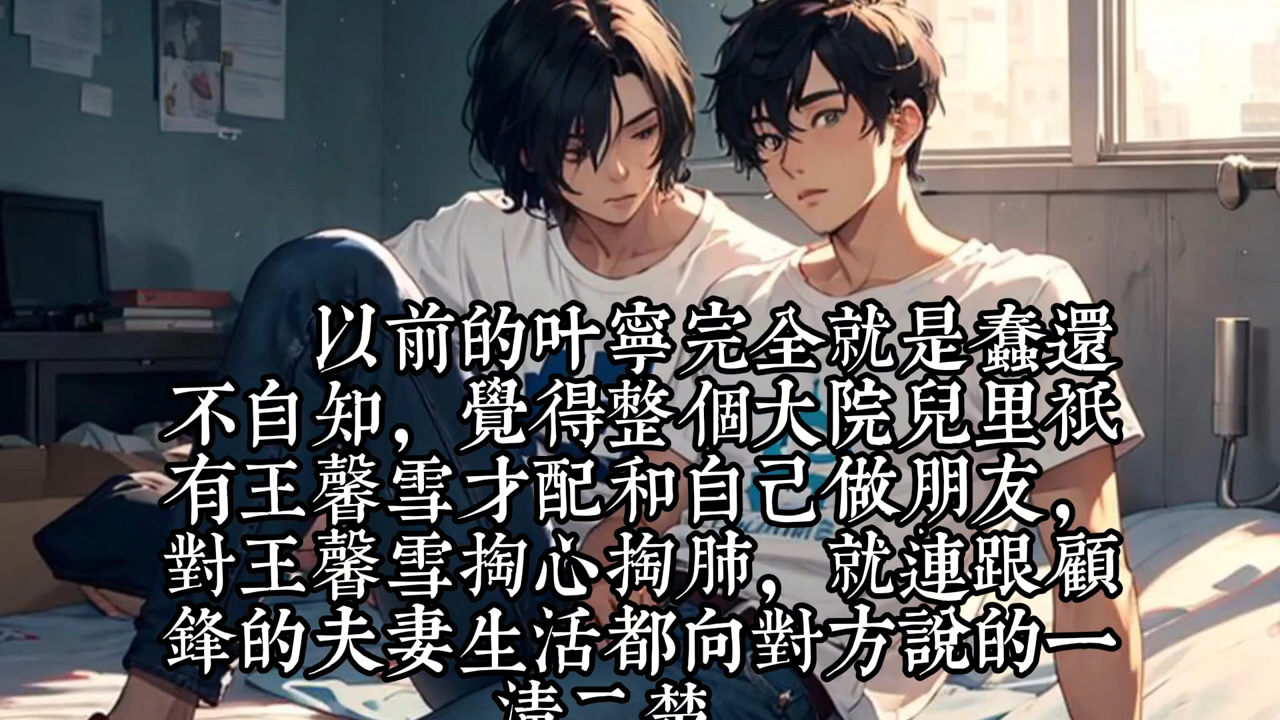 以前的叶寧完全就是蠢還
不自知，覺得整個大院兒里衹
有王馨雪才配和自己做朋友，
對王馨雪掏心掏肺，就連跟顧
鋒的夫妻生活都向對方說的一
清二楚